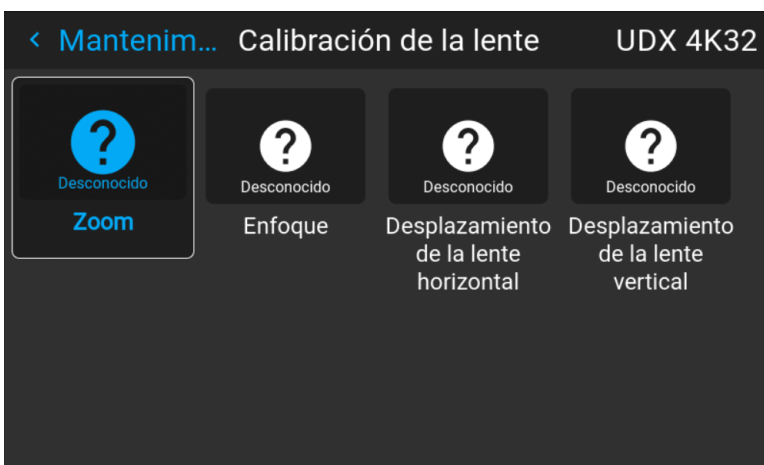 < Mantenim... Calibración de la lente UDX 4K32
? ? ? ?
Desconocido Desconocido Desconocido Desconocido
Zoom Enfoque Desplazamiento Desplazamiento
de la lente de la lente
horizontal vertical